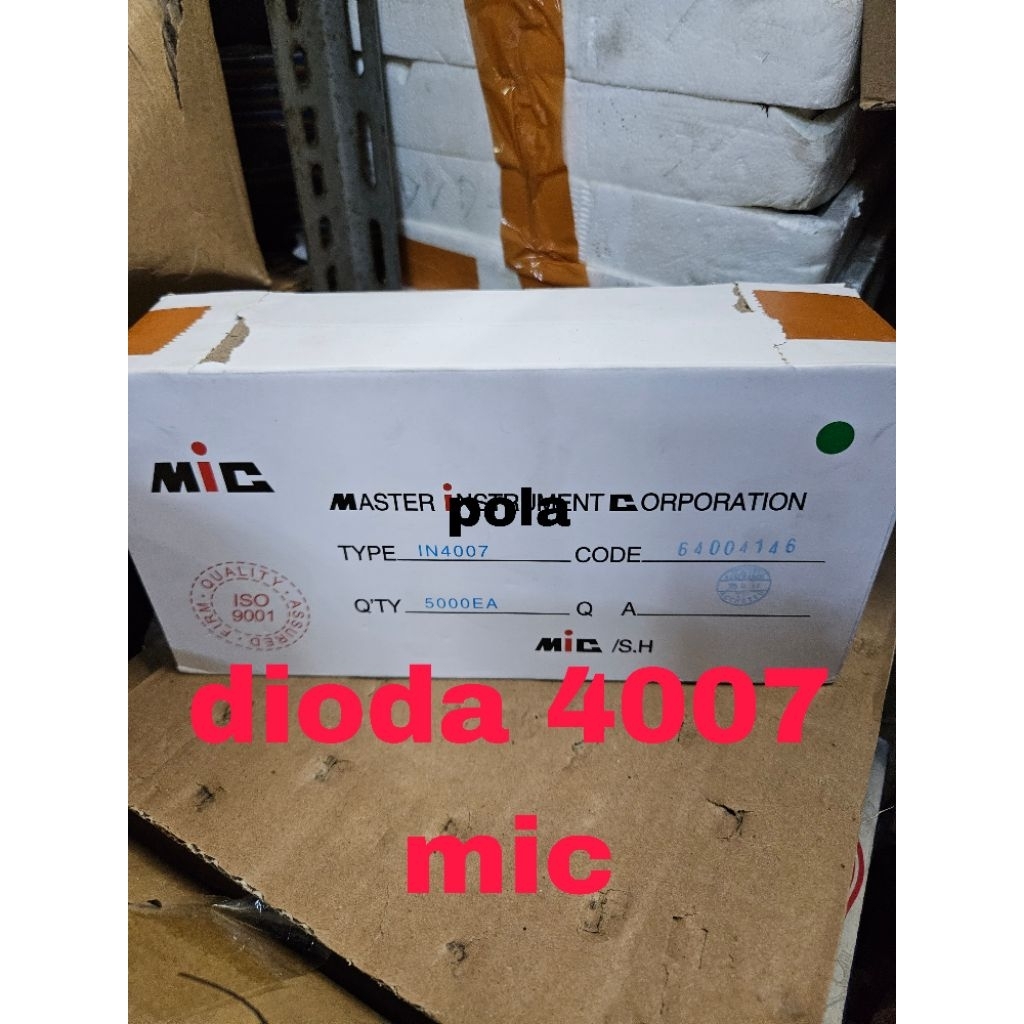 MiC
MASTER INSTRUMENT CORPORATION
ipola
TYPE IN4007 CODE 64004146
QUALITY · ASSURED · FIRM
ISO
9001
Q'TY 5000EA Q A
MiC /S.H
dioda 4007
mic